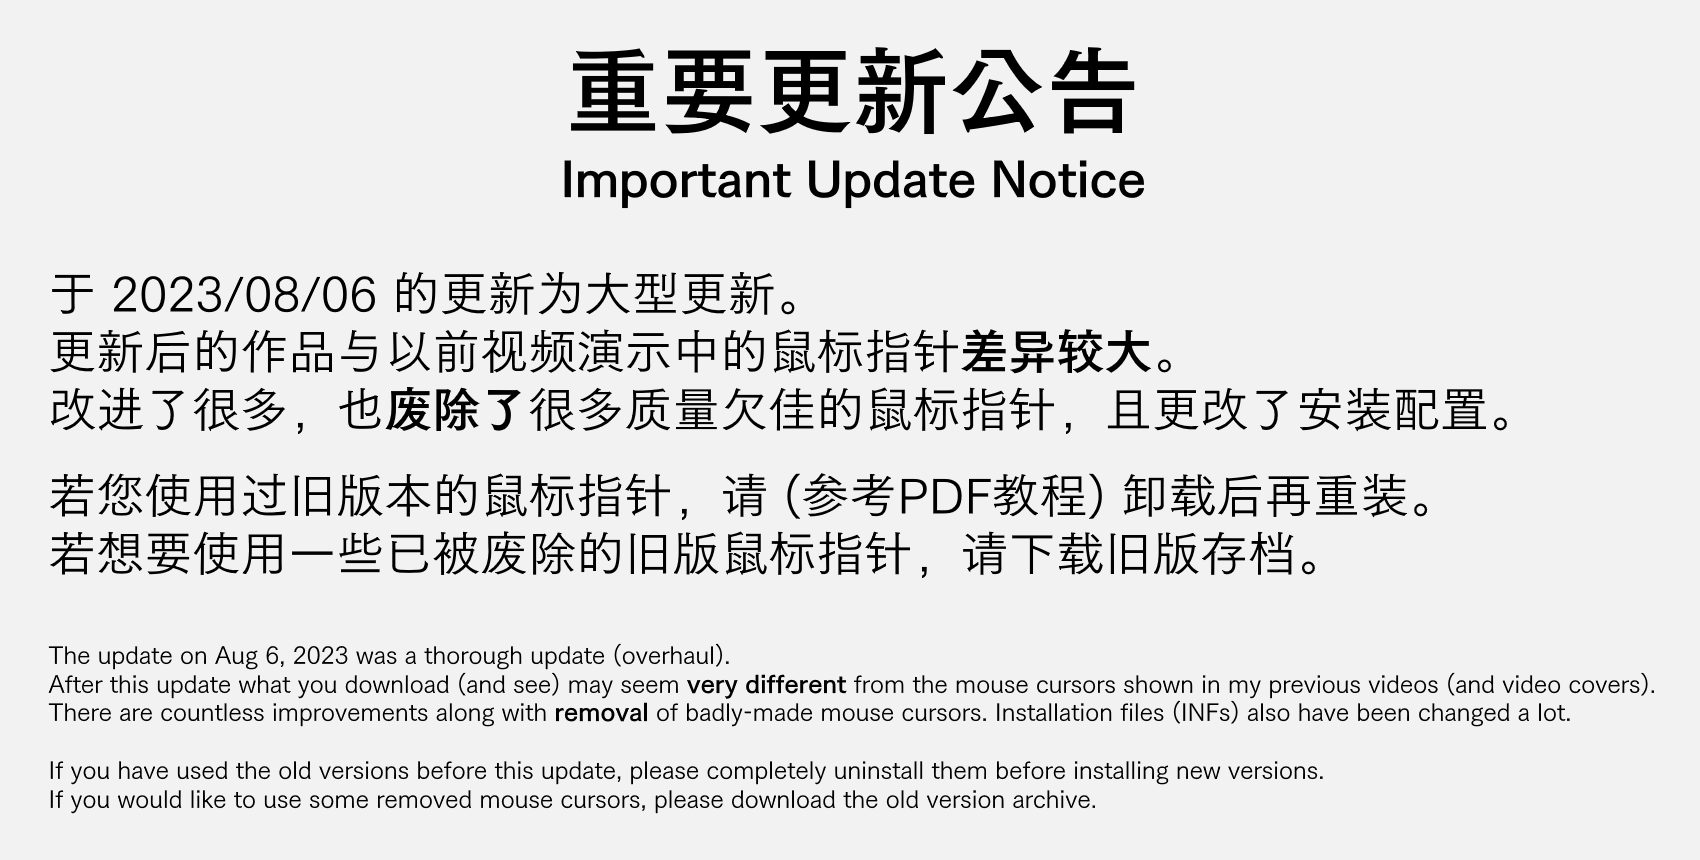 重要更新公告
Important Update Notice
于 2023/08/06 的更新为大型更新。
更新后的作品与以前视频演示中的鼠标指针差异较大。
改进了很多，也废除了很多质量欠佳的鼠标指针，且更改了安装配置。
若您使用过旧版本的鼠标指针，请 (参考PDF教程) 卸载后再重装。
若想要使用一些已被废除的旧版鼠标指针，请下载旧版存档。
The update on Aug 6, 2023 was a thorough update (overhaul).
After this update what you download (and see) may seem very different from the mouse cursors shown in my previous videos (and video covers).
There are countless improvements along with removal of badly-made mouse cursors. Installation files (INFs) also have been changed a lot.
If you have used the old versions before this update, please completely uninstall them before installing new versions.
If you would like to use some removed mouse cursors, please download the old version archive.